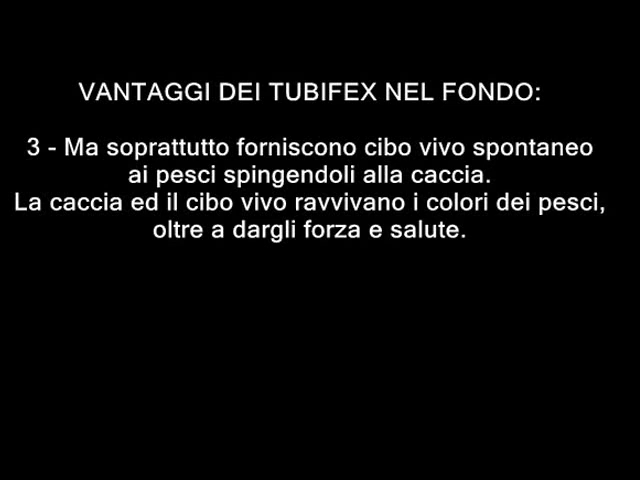 VANTAGGI DEI TUBIFEX NEL FONDO:
3 - Ma soprattutto forniscono cibo vivo spontaneo
ai pesci spingendoli alla caccia.
La caccia ed il cibo vivo ravvivano i colori dei pesci,
oltre a dargli forza e salute.